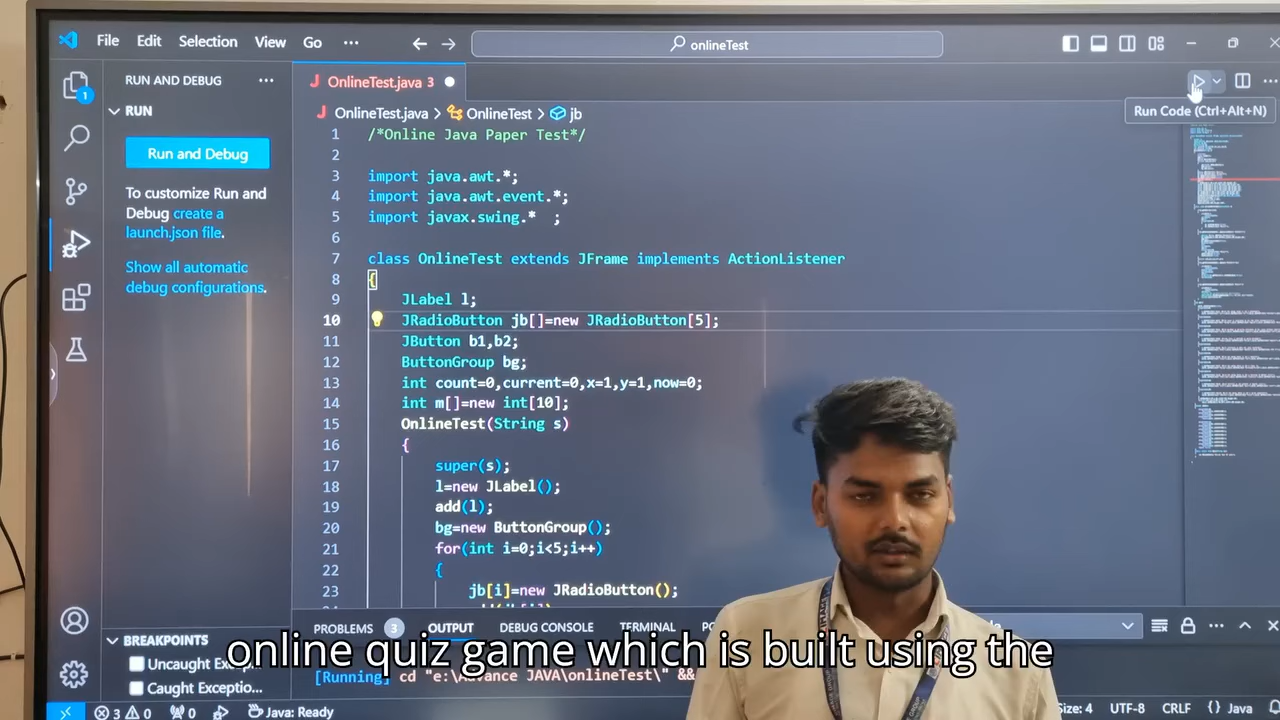 File Edit Selection View Go ··· onlineTest
RUN AND DEBUG ···
RUN
Run and Debug
To customize Run and
Debug create a
launch.json file.
Show all automatic
debug configurations.
1
OnlineTest.java 3
Run Code (Ctrl+Alt+N)
OnlineTest.java > OnlineTest > jb
1 /*Online Java Paper Test*/
2
3 import java.awt.*;
4 import java.awt.event.*;
5 import javax.swing.* ;
6
7 class OnlineTest extends JFrame implements ActionListener
8 {
9 JLabel l;
10 JRadioButton jb[]=new JRadioButton[5];
11 JButton b1,b2;
12 ButtonGroup bg;
13 int count=0,current=0,x=1,y=1,now=0;
14 int m[]=new int[10];
15 OnlineTest(String s)
16 {
17 super(s);
18 l=new JLabel();
19 add(l);
20 bg=new ButtonGroup();
21 for(int i=0;i<5;i++)
22 {
23 jb[i]=new JRadioButton();
PROBLEMS 3 OUTPUT DEBUG CONSOLE TERMINAL
BREAKPOINTS
Uncaught
Caught Exceptio...
[Running] cd "e:\Advance JAVA\onlineTest\" &&
online quiz game which is built using the
3 0 0 Java: Ready
Size: 4 UTF-8 CRLF {} Java